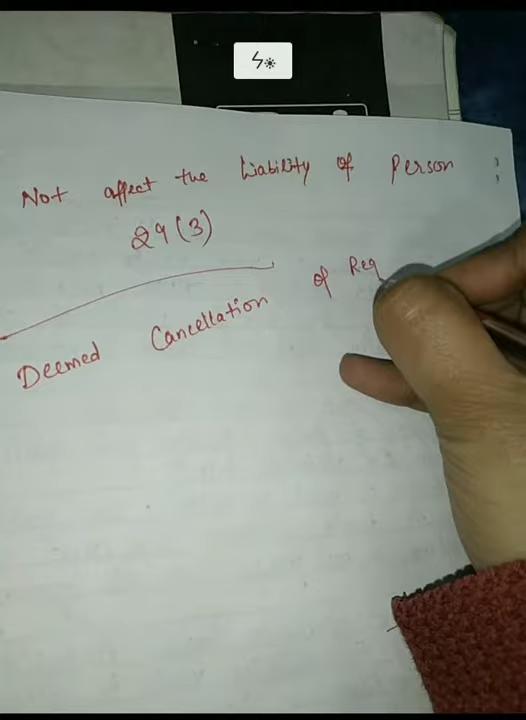 Not affect the Liability of Person :
29(3)
Deemed Cancellation of Reg